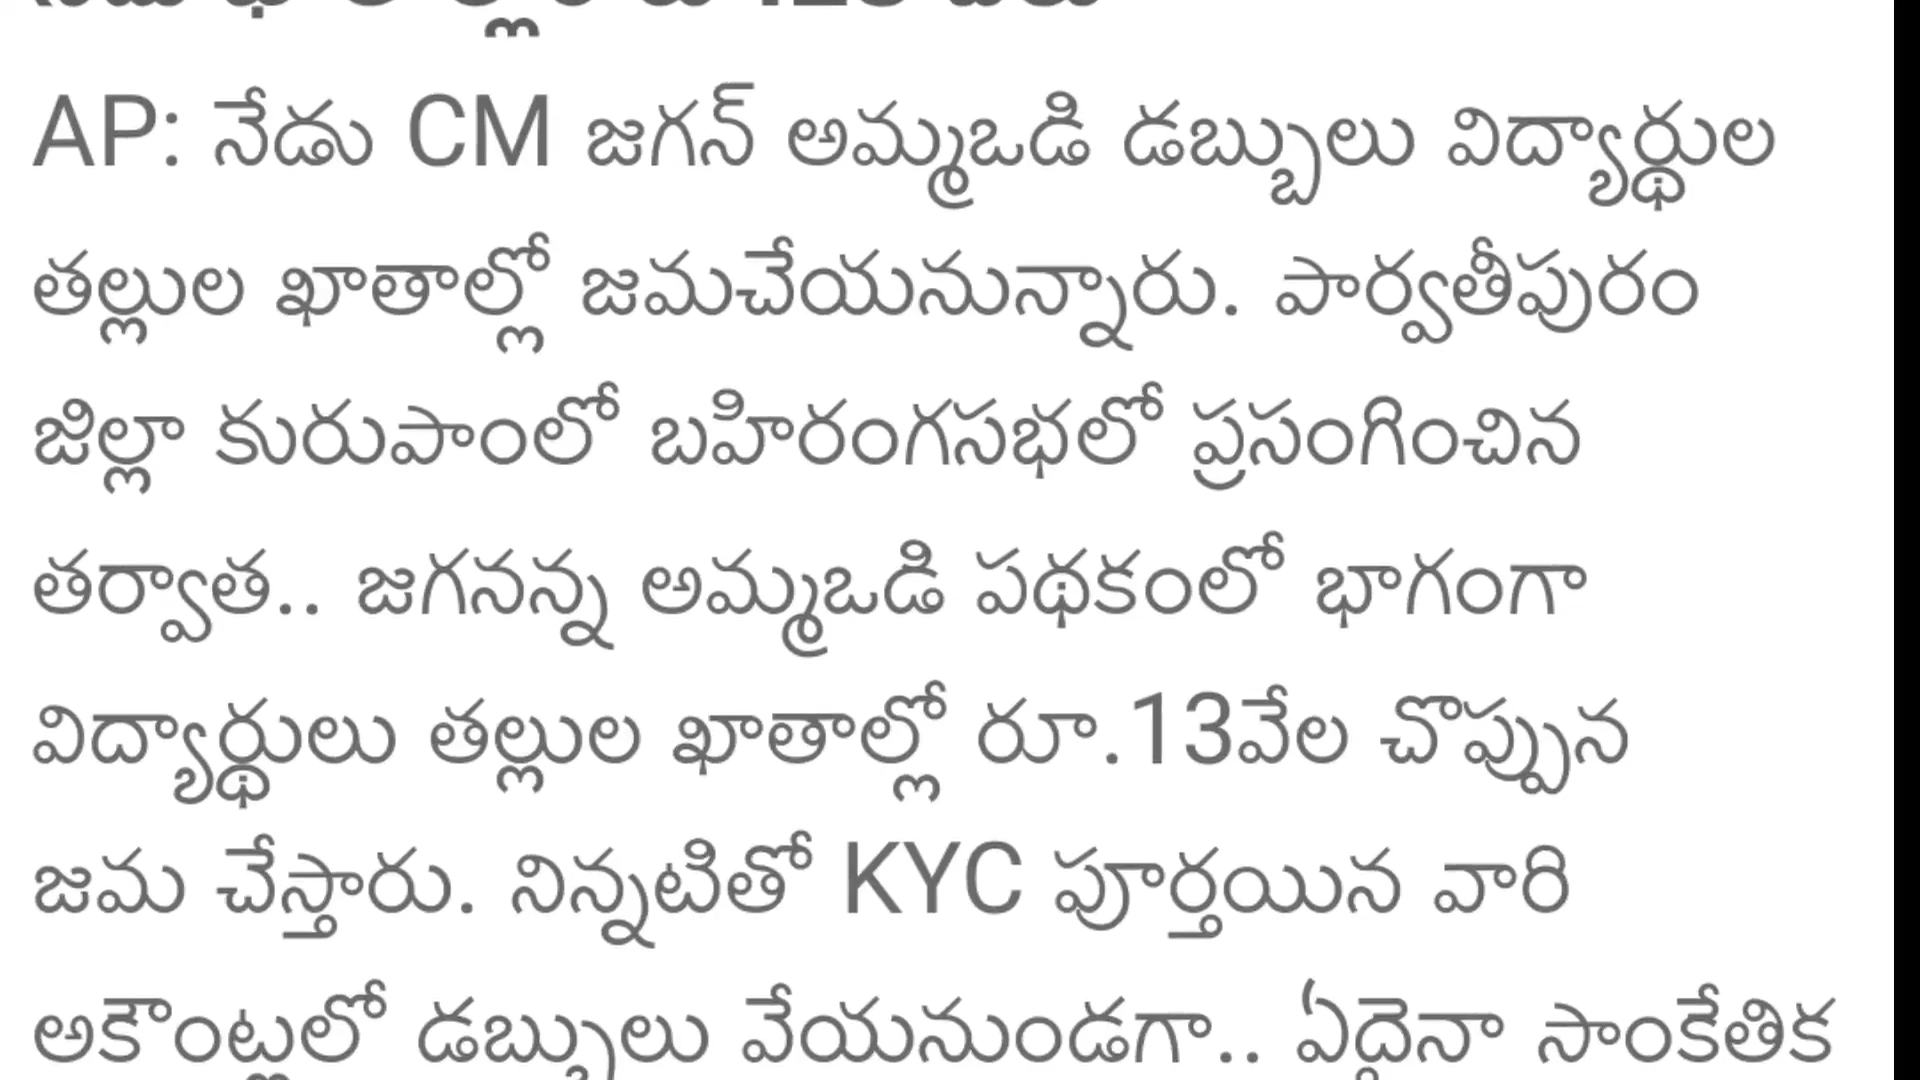 AP: నేడు CM జగన్ అమ్మఒడి డబ్బులు విద్యార్థుల
తల్లుల ఖాతాల్లో జమచేయనున్నారు. పార్వతీపురం
జిల్లా కురుపాంలో బహిరంగసభలో ప్రసంగించిన
తర్వాత.. జగనన్న అమ్మఒడి పథకంలో భాగంగా
విద్యార్థులు తల్లుల ఖాతాల్లో రూ.13వేల చొప్పున
జమ చేస్తారు. నిన్నటితో KYC పూర్తయిన వారి
అకౌంట్లలో డబ్బులు వేయనుండగా.. ఏదైనా సాంకేతిక